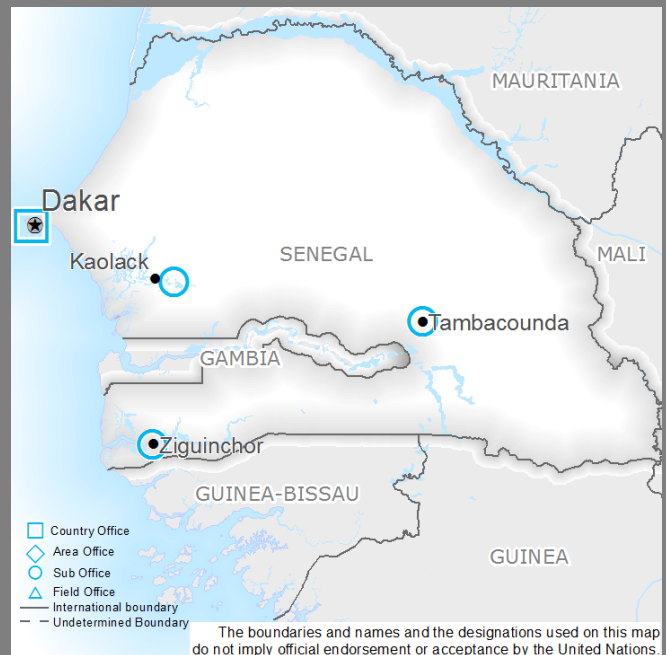 MAURITANIA
Dakar
SENEGAL
MALI
Kaolack
Tambacounda
GAMBIA
Ziguinchor
GUINEA-BISSAU
GUINEA
Country Office
Area Office
Sub Office
Field Office
International boundary
Undetermined Boundary
The boundaries and names and the designations used on this map
do not imply official endorsement or acceptance by the United Nations.